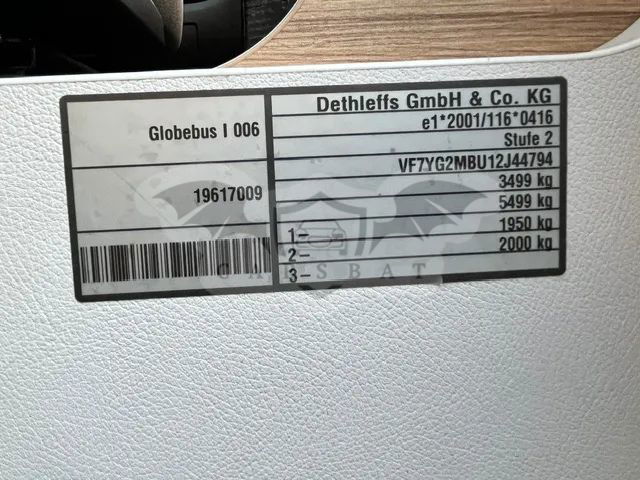 Globebus I 006
19617009
Dethleffs GmbH & Co. KG
e1*2001/116*0416
Stufe 2
VF7YG2MBU12J44794
3499 kg
5499 kg
1- 1950 kg
2- 2000 kg
3-
CARSBAT